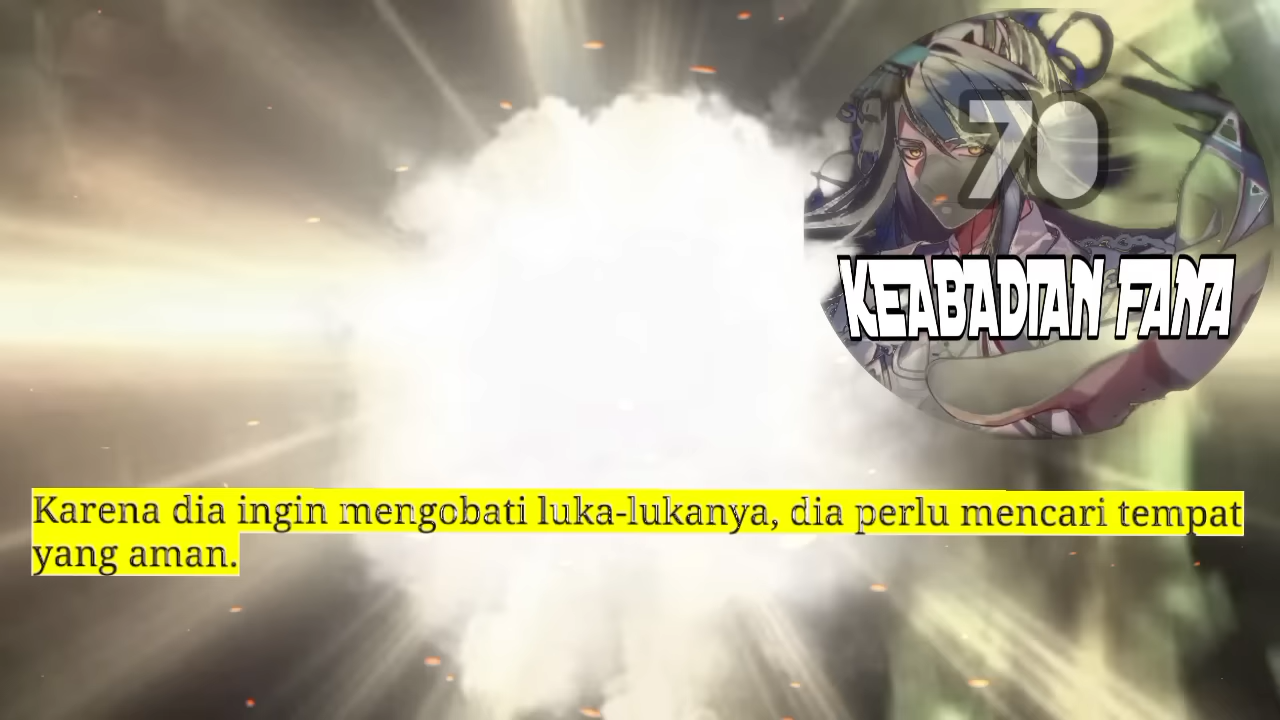 70
KEABADIAN FANA
Karena dia ingin mengobati luka-lukanya, dia perlu mencari tempat
yang aman.